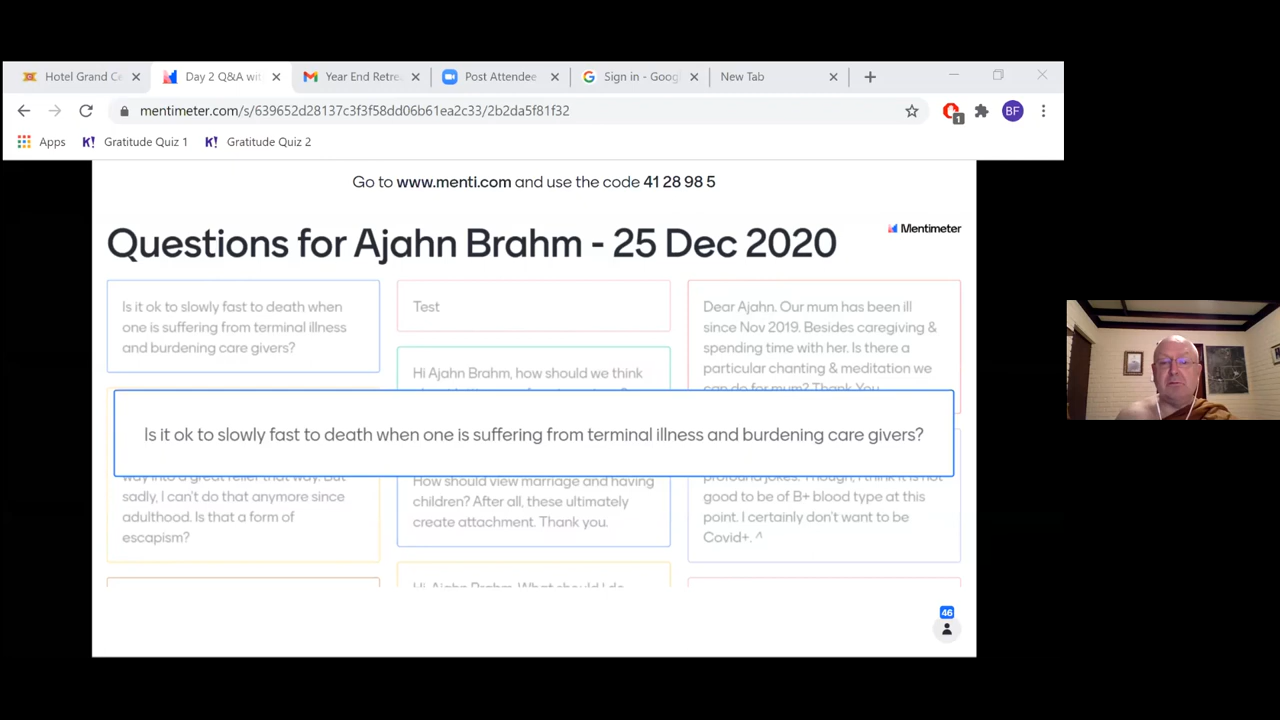 Hotel Grand Ce
Day 2 Q&A wit
Year End Retre
Post Attendee
Sign in - Goog
New Tab
mentimeter.com/s/639652d28137c3f3f58dd06b61ea2c33/2b2da5f81f32
1
BF
Apps
K! Gratitude Quiz 1
K! Gratitude Quiz 2
Go to www.menti.com and use the code 41 28 98 5
Questions for Ajahn Brahm - 25 Dec 2020
Mentimeter
Is it ok to slowly fast to death when
one is suffering from terminal illness
and burdening care givers?
Test
Dear Ajahn. Our mum has been ill
since Nov 2019. Besides caregiving &
spending time with her. Is there a
particular chanting & meditation we
can do for mum? Thank You
Hi Ajahn Brahm, how should we think
Is it ok to slowly fast to death when one is suffering from terminal illness and burdening care givers?
way into a great relief that way. But
sadly, I can't do that anymore since
adulthood. Is that a form of
escapism?
How should view marriage and having
children? After all, these ultimately
create attachment. Thank you.
profound jokes. Though, I think it is not
good to be of B+ blood type at this
point. I certainly don't want to be
Covid+. ^
Hi Ajahn Brahm. What should I do
46